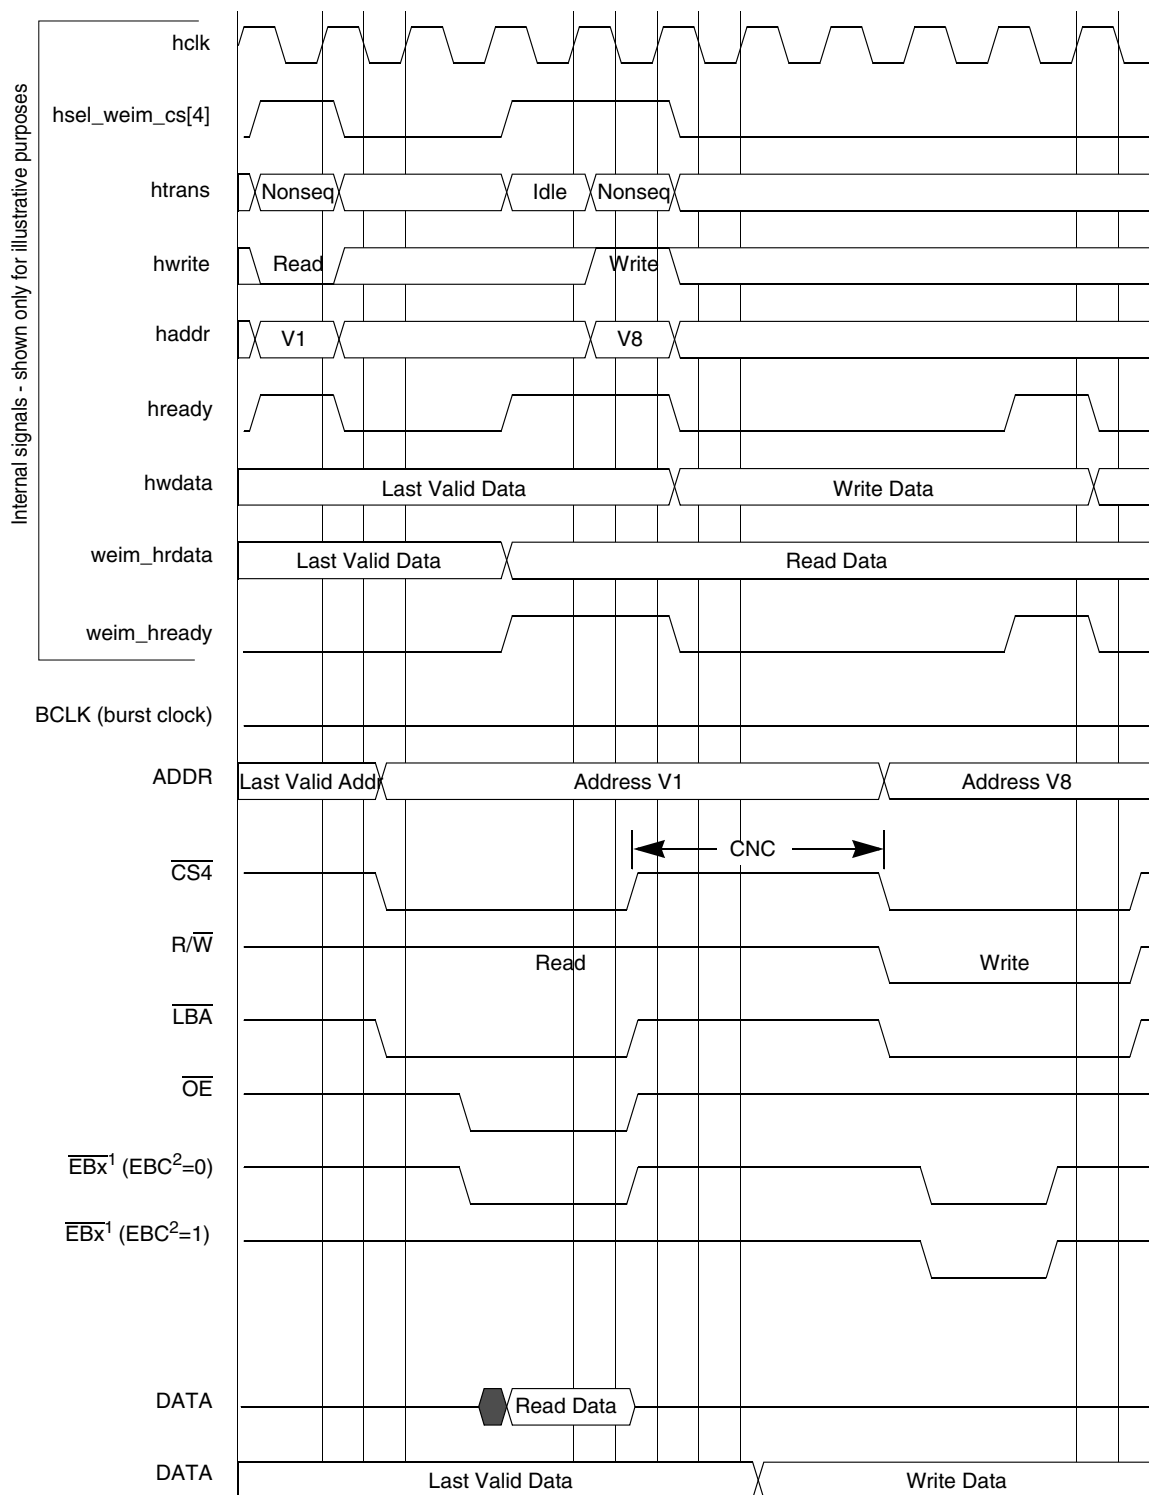 Internal signals - shown only for illustrative purposes
hclk
hsel_weim_cs[4]
htrans Nonseq Idle Nonseq
hwrite Read Write
haddr V1 V8
hready
hwdata Last Valid Data Write Data
weim_hrdata Last Valid Data Read Data
weim_hready
BCLK (burst clock)
ADDR Last Valid Addr Address V1 Address V8
CNC
CS4
R/W Read Write
LBA
OE
EBx¹ (EBC²=0)
EBx¹ (EBC²=1)
DATA Read Data
DATA Last Valid Data Write Data